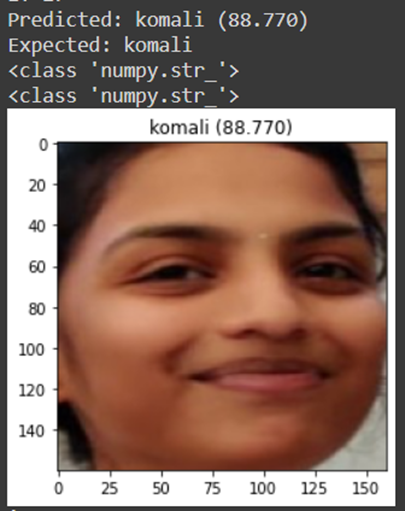 Predicted: komali (88.770)
Expected: komali
<class 'numpy.str_'>
<class 'numpy.str_'>
komali (88.770)
0
20
40
60
80
100
120
140
0 25 50 75 100 125 150